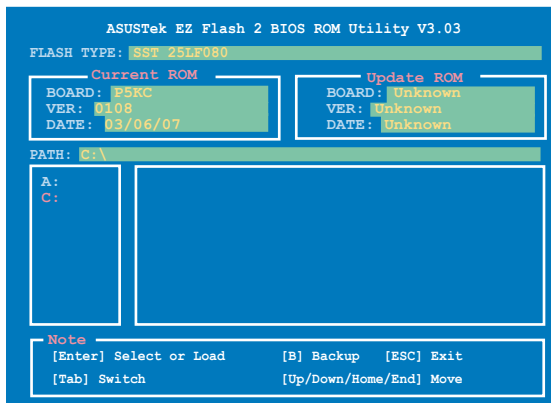 ASUSTek EZ Flash 2 BIOS ROM Utility V3.03
FLASH TYPE: SST 25LF080
Current ROM
BOARD: P5KC
VER: 0108
DATE: 03/06/07
Update ROM
BOARD: Unknown
VER: Unknown
DATE: Unknown
PATH: C:\
A:
C:
Note
[Enter] Select or Load [B] Backup [ESC] Exit
[Tab] Switch [Up/Down/Home/End] Move